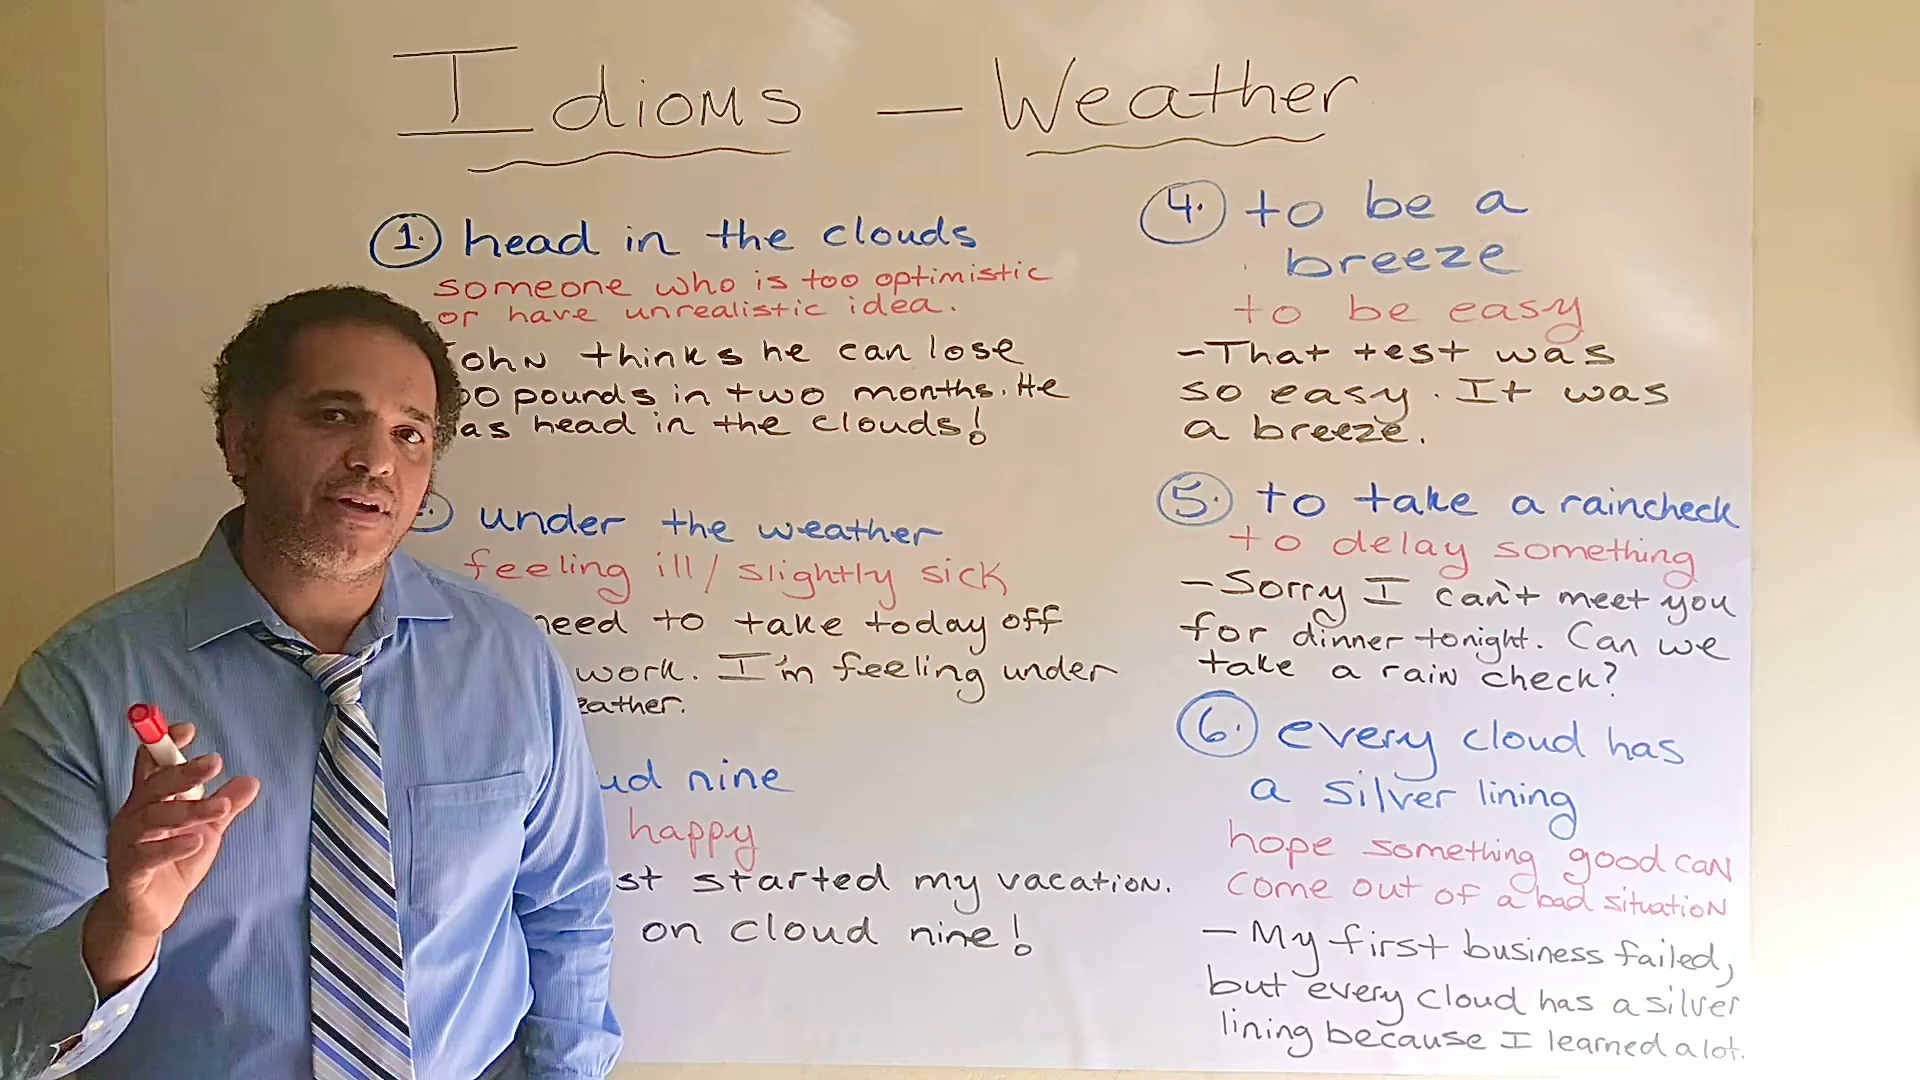 Idioms — Weather
1. head in the clouds
someone who is too optimistic
or have unrealistic idea.
thinks he can lose
pounds in two months. He
head in the clouds!
under the weather
feeling ill/slightly sick
need to take today off
work. I'm feeling under
nine
happy
started my vacation.
on cloud nine!
4. to be a
breeze
to be easy
- That test was
so easy. It was
a breeze.
5. to take a raincheck
to delay something
- Sorry I can't meet you
for dinner tonight. Can we
take a rain check?
6. every cloud has
a silver lining
hope something good can
come out of a bad situation
- My first business failed,
but every cloud has a silver
lining because I learned a lot.